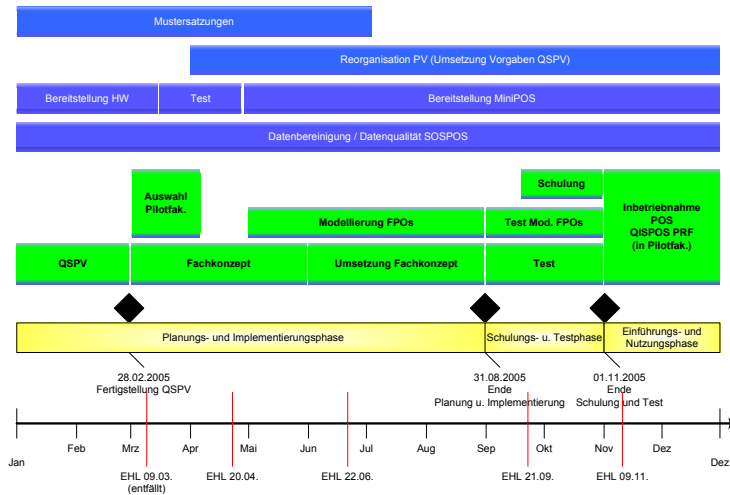 Mustersatzungen
Reorganisation PV (Umsetzung Vorgaben QSPV)
Bereitstellung HW
Test
Bereitstellung MiniPOS
Datenbereinigung / Datenqualität SOSPOS
Auswahl
Pilotfak.
Schulung
Modellierung FPOs
Test Mod. FPOs
Inbetriebnahme
POS
QISPOS PRF
(in Pilotfak.)
QSPV
Fachkonzept
Umsetzung Fachkonzept
Test
Planungs- und Implementierungsphase
Schulungs- u. Testphase
Einführungs- und
Nutzungsphase
28.02.2005
Fertigstellung QSPV
31.08.2005
Ende
Planung u. Implementierung
01.11.2005
Ende
Schulung und Test
Jan
Feb
Mrz
Apr
Mai
Jun
Jul
Aug
Sep
Okt
Nov
Dez
Dez
EHL 09.03.
(entfällt)
EHL 20.04.
EHL 22.06.
EHL 21.09.
EHL 09.11.